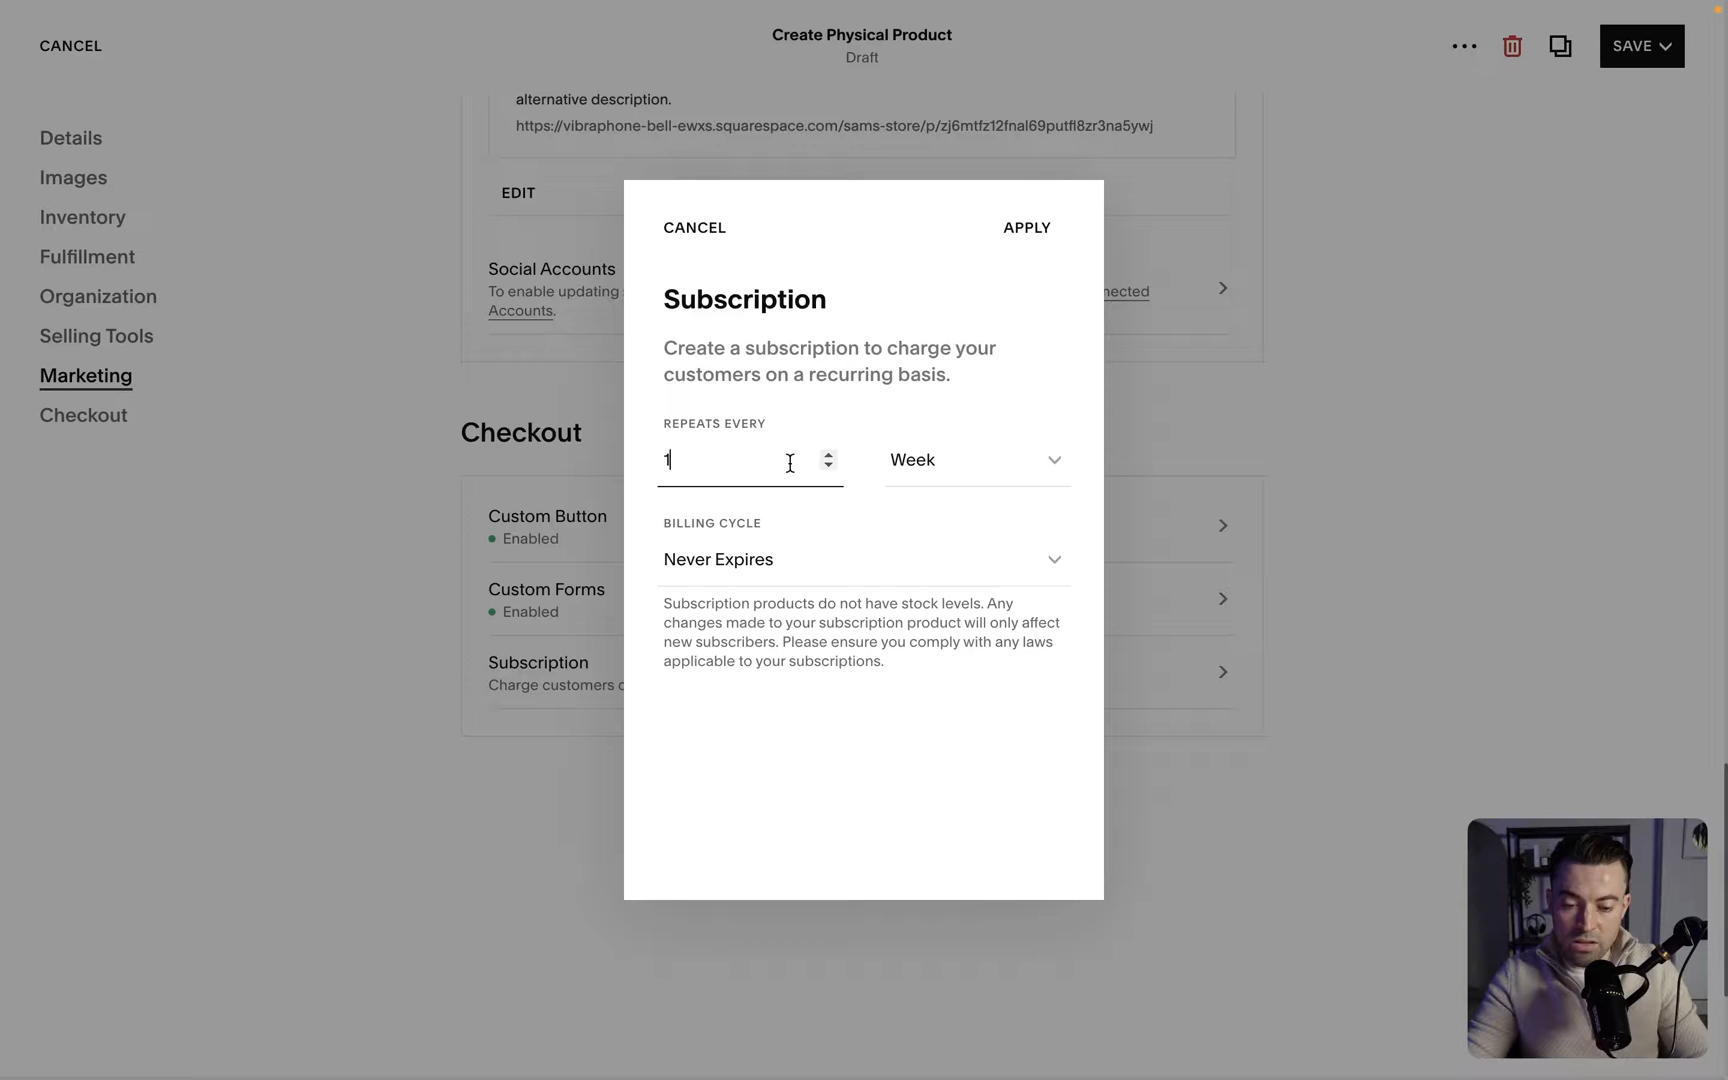 CANCEL
Create Physical Product
Draft
SAVE
Details
Images
Inventory
Fulfillment
Organization
Selling Tools
Marketing
Checkout
alternative description.
https://vibraphone-bell-ewxs.squarespace.com/sams-store/p/zj6mtfz12fnal69putfl8zr3na5ywj
EDIT
Social Accounts
To enable updating
nected
Accounts.
Checkout
Custom Button
Enabled
Custom Forms
Enabled
Subscription
Charge customers
CANCEL
APPLY
Subscription
Create a subscription to charge your
customers on a recurring basis.
REPEATS EVERY
1
Week
BILLING CYCLE
Never Expires
Subscription products do not have stock levels. Any
changes made to your subscription product will only affect
new subscribers. Please ensure you comply with any laws
applicable to your subscriptions.